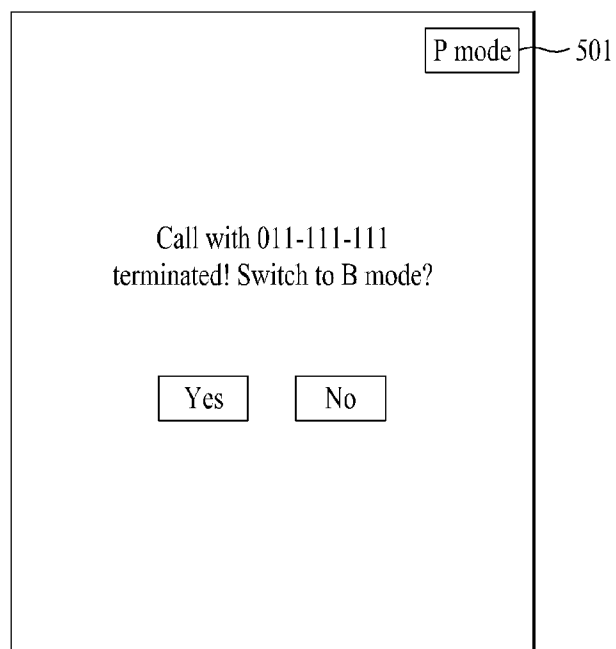 P mode 501
Call with 011-111-111
terminated! Switch to B mode?
Yes No